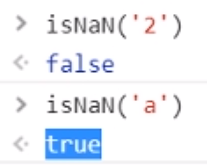 > isNaN('2')
< false
> isNaN('a')
< true